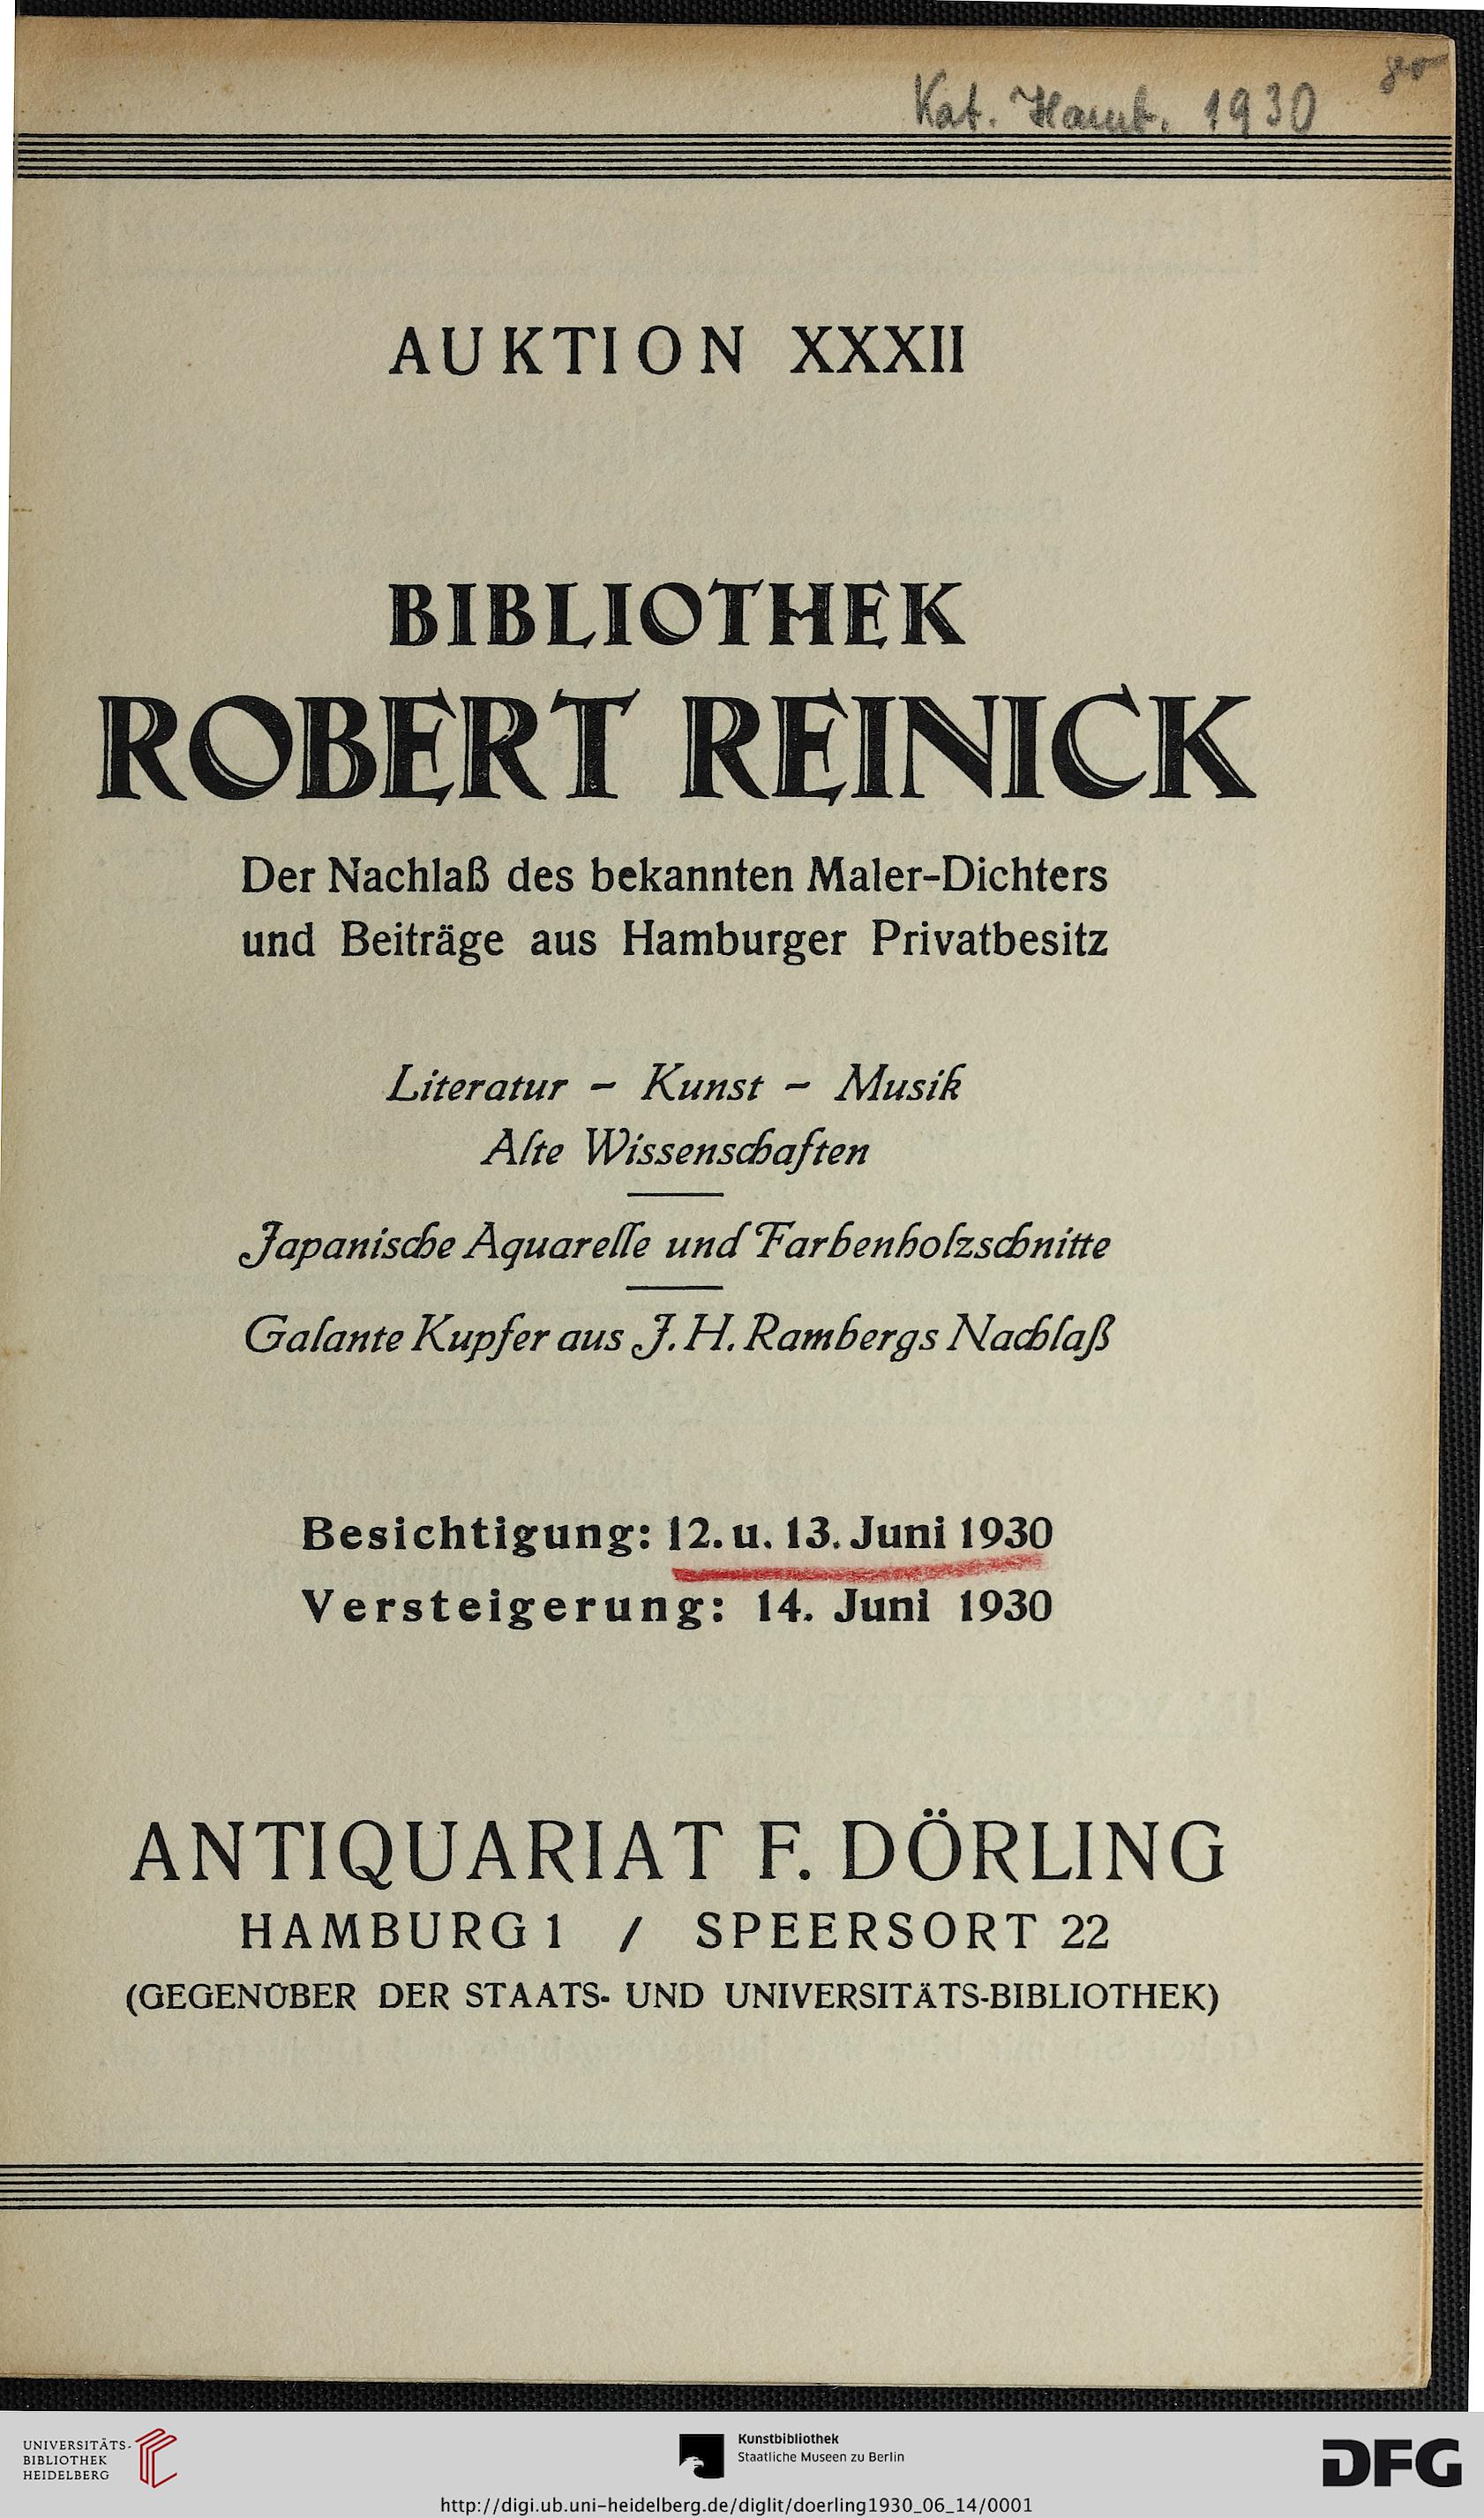 Kat. Hamb. 1930
AUKTION XXXII
BIBLIOTHEK
ROBERT REINICK
Der Nachlaß des bekannten Maler-Dichters
und Beiträge aus Hamburger Privatbesitz
Literatur – Kunst – Musik
Alte Wissenschaften
Japanische Aquarelle und Farbenholzschnitte
Galante Kupfer aus J. H. Rambergs Nachlaß
Besichtigung: 12. u. 13. Juni 1930
Versteigerung: 14. Juni 1930
ANTIQUARIAT F. DÖRLING
HAMBURG 1 / SPEERSORT 22
(GEGENÜBER DER STAATS- UND UNIVERSITÄTS-BIBLIOTHEK)
UNIVERSITÄTS-
BIBLIOTHEK
HEIDELBERG
Kunstbibliothek
Staatliche Museen zu Berlin
DFG
http://digi.ub.uni-heidelberg.de/diglit/doerling1930_06_14/0001